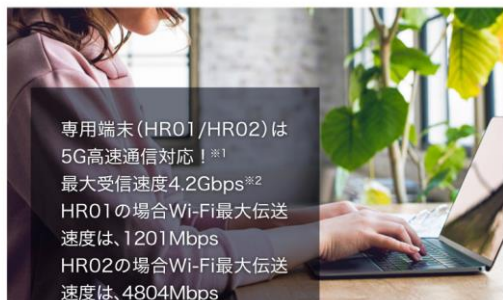 専用端末(HR01/HR02)は
5G高速通信対応！※1
最大受信速度4.2Gbps※2
HR01の場合Wi-Fi最大伝送
速度は、1201Mbps
HR02の場合Wi-Fi最大伝送
速度は、4804Mbps